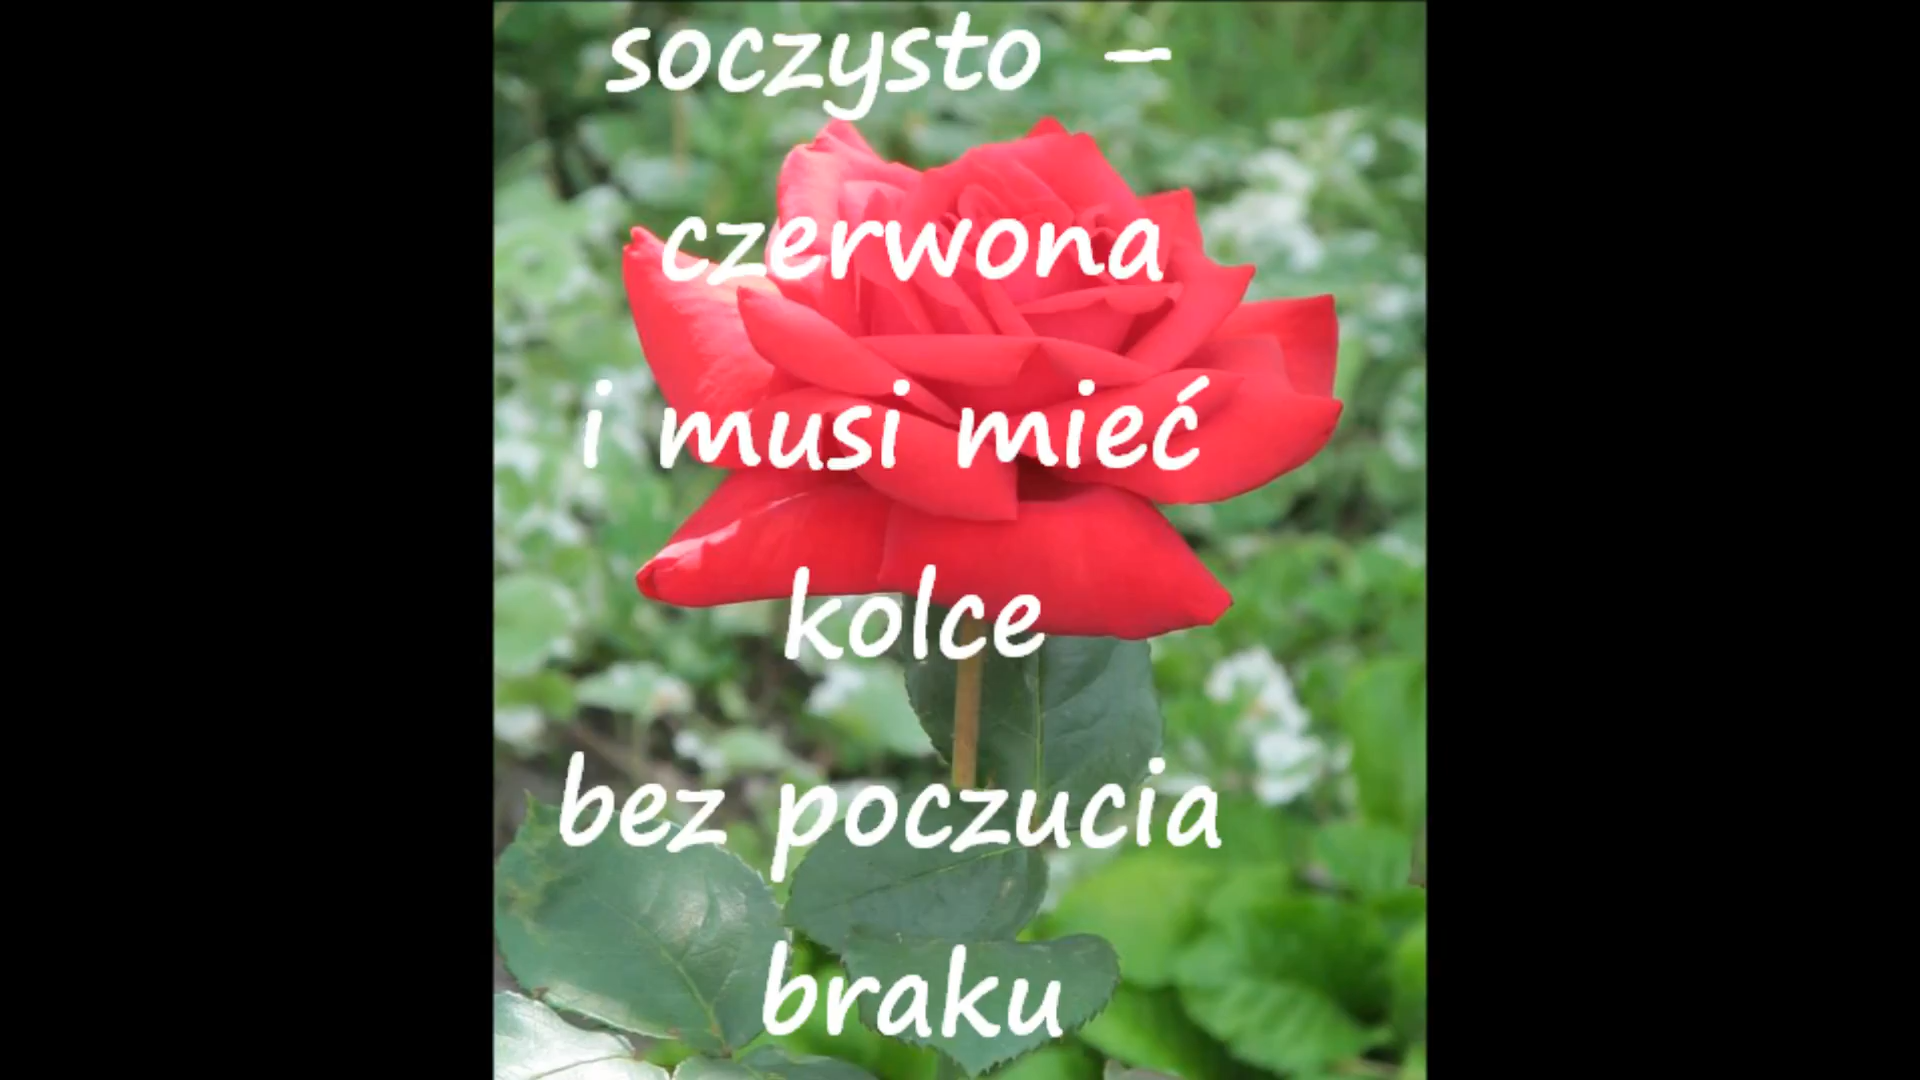 soczysto –
czerwona
i musi mieć
kolce
bez poczucia
braku